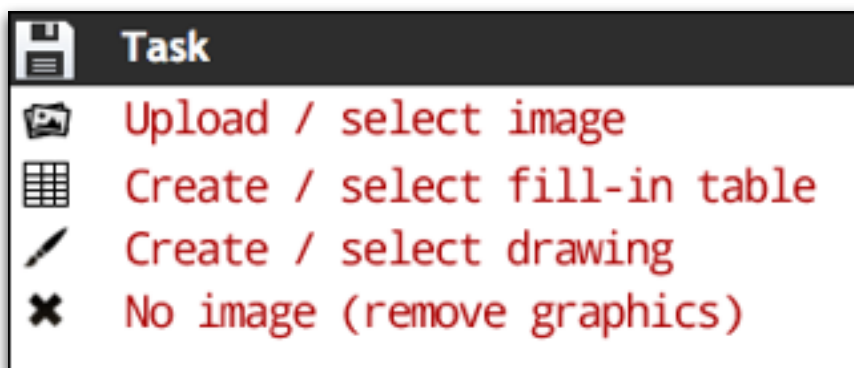 Task
Upload / select image
Create / select fill-in table
Create / select drawing
No image (remove graphics)